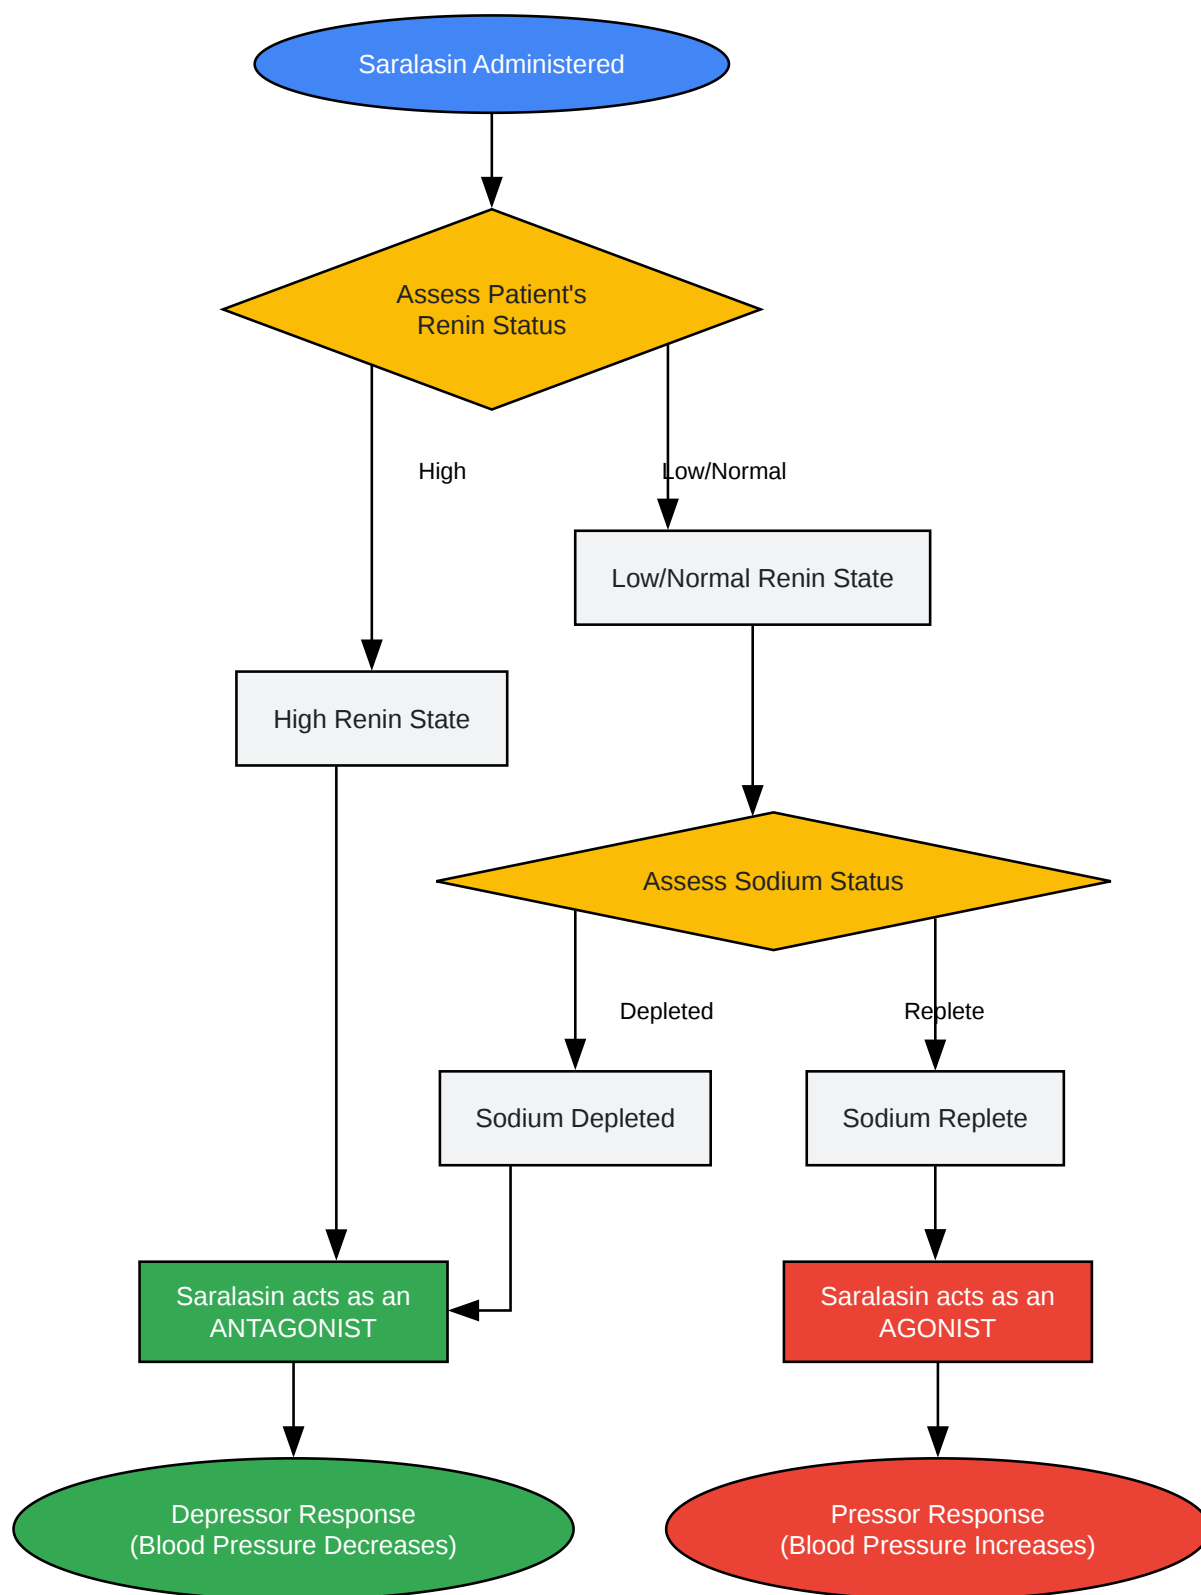 Saralasin Administered
Assess Patient's
Renin Status
High
Low/Normal
Low/Normal Renin State
High Renin State
Assess Sodium Status
Depleted
Replete
Sodium Depleted
Sodium Replete
Saralasin acts as an
ANTAGONIST
Saralasin acts as an
AGONIST
Depressor Response
(Blood Pressure Decreases)
Pressor Response
(Blood Pressure Increases)